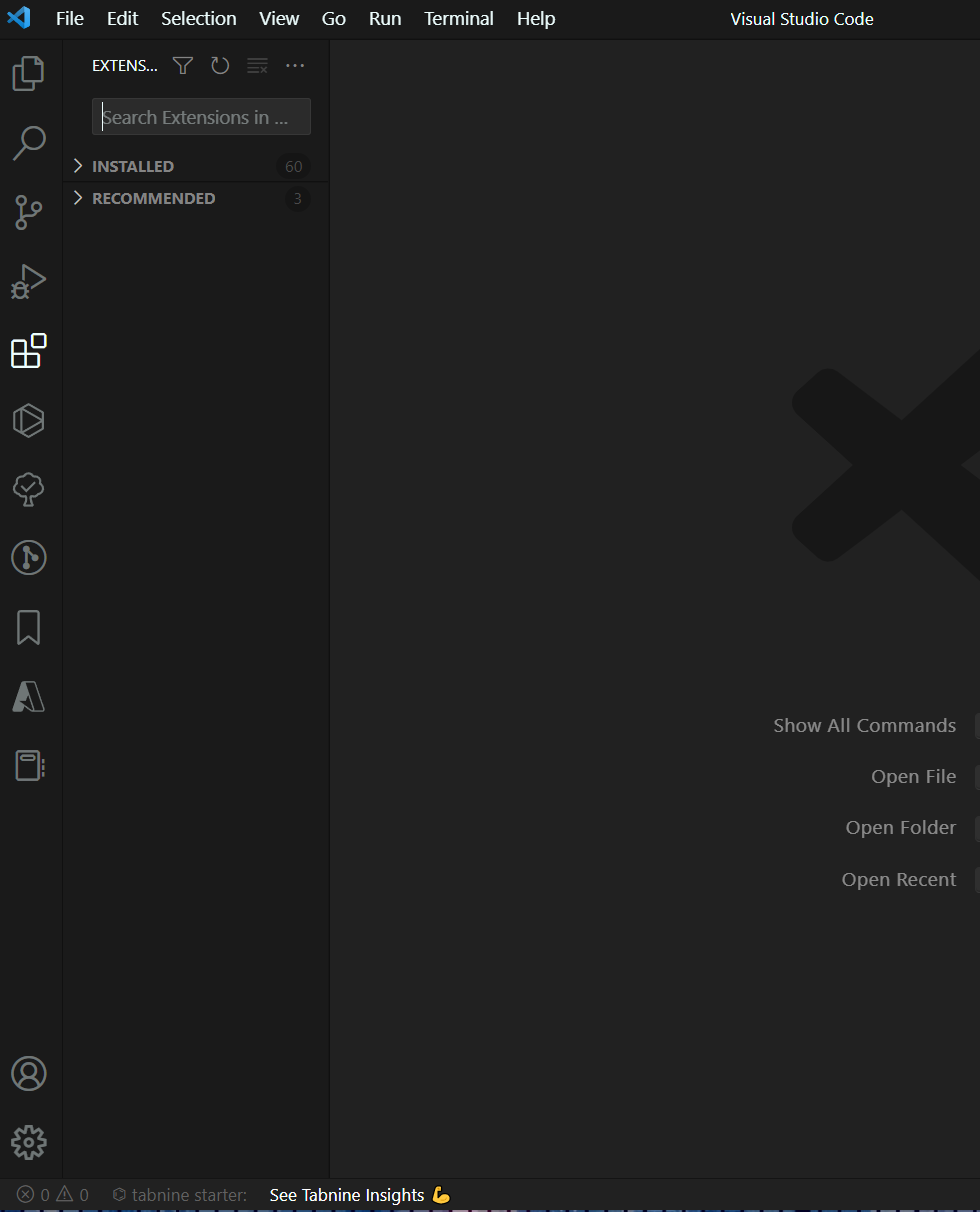 File Edit Selection View Go Run Terminal Help Visual Studio Code
EXTENS...
Search Extensions in ...
INSTALLED 60
RECOMMENDED 3
Show All Commands
Open File
Open Folder
Open Recent
0 0 tabnine starter: See Tabnine Insights 💪